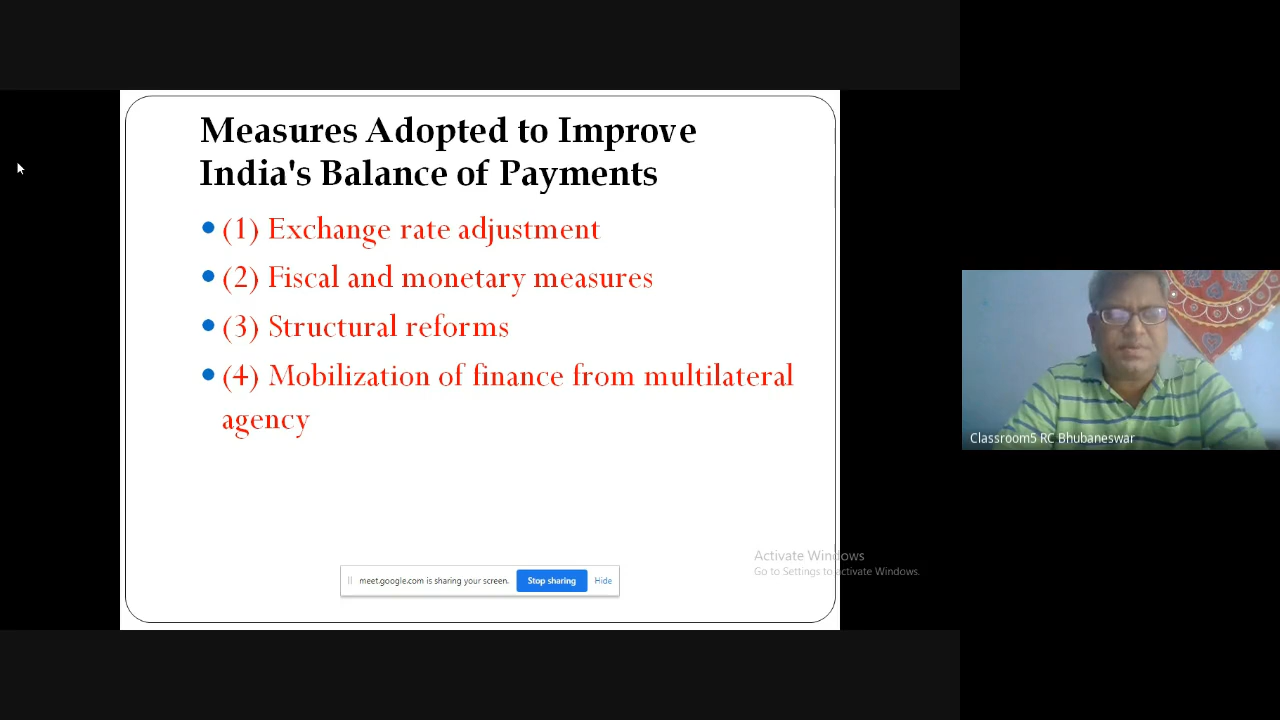 Measures Adopted to Improve
India's Balance of Payments
(1) Exchange rate adjustment
(2) Fiscal and monetary measures
(3) Structural reforms
(4) Mobilization of finance from multilateral
agency
Classroom5 RC Bhubaneswar
Activate Windows
Go to Settings to activate Windows.
meet.google.com is sharing your screen. Stop sharing Hide